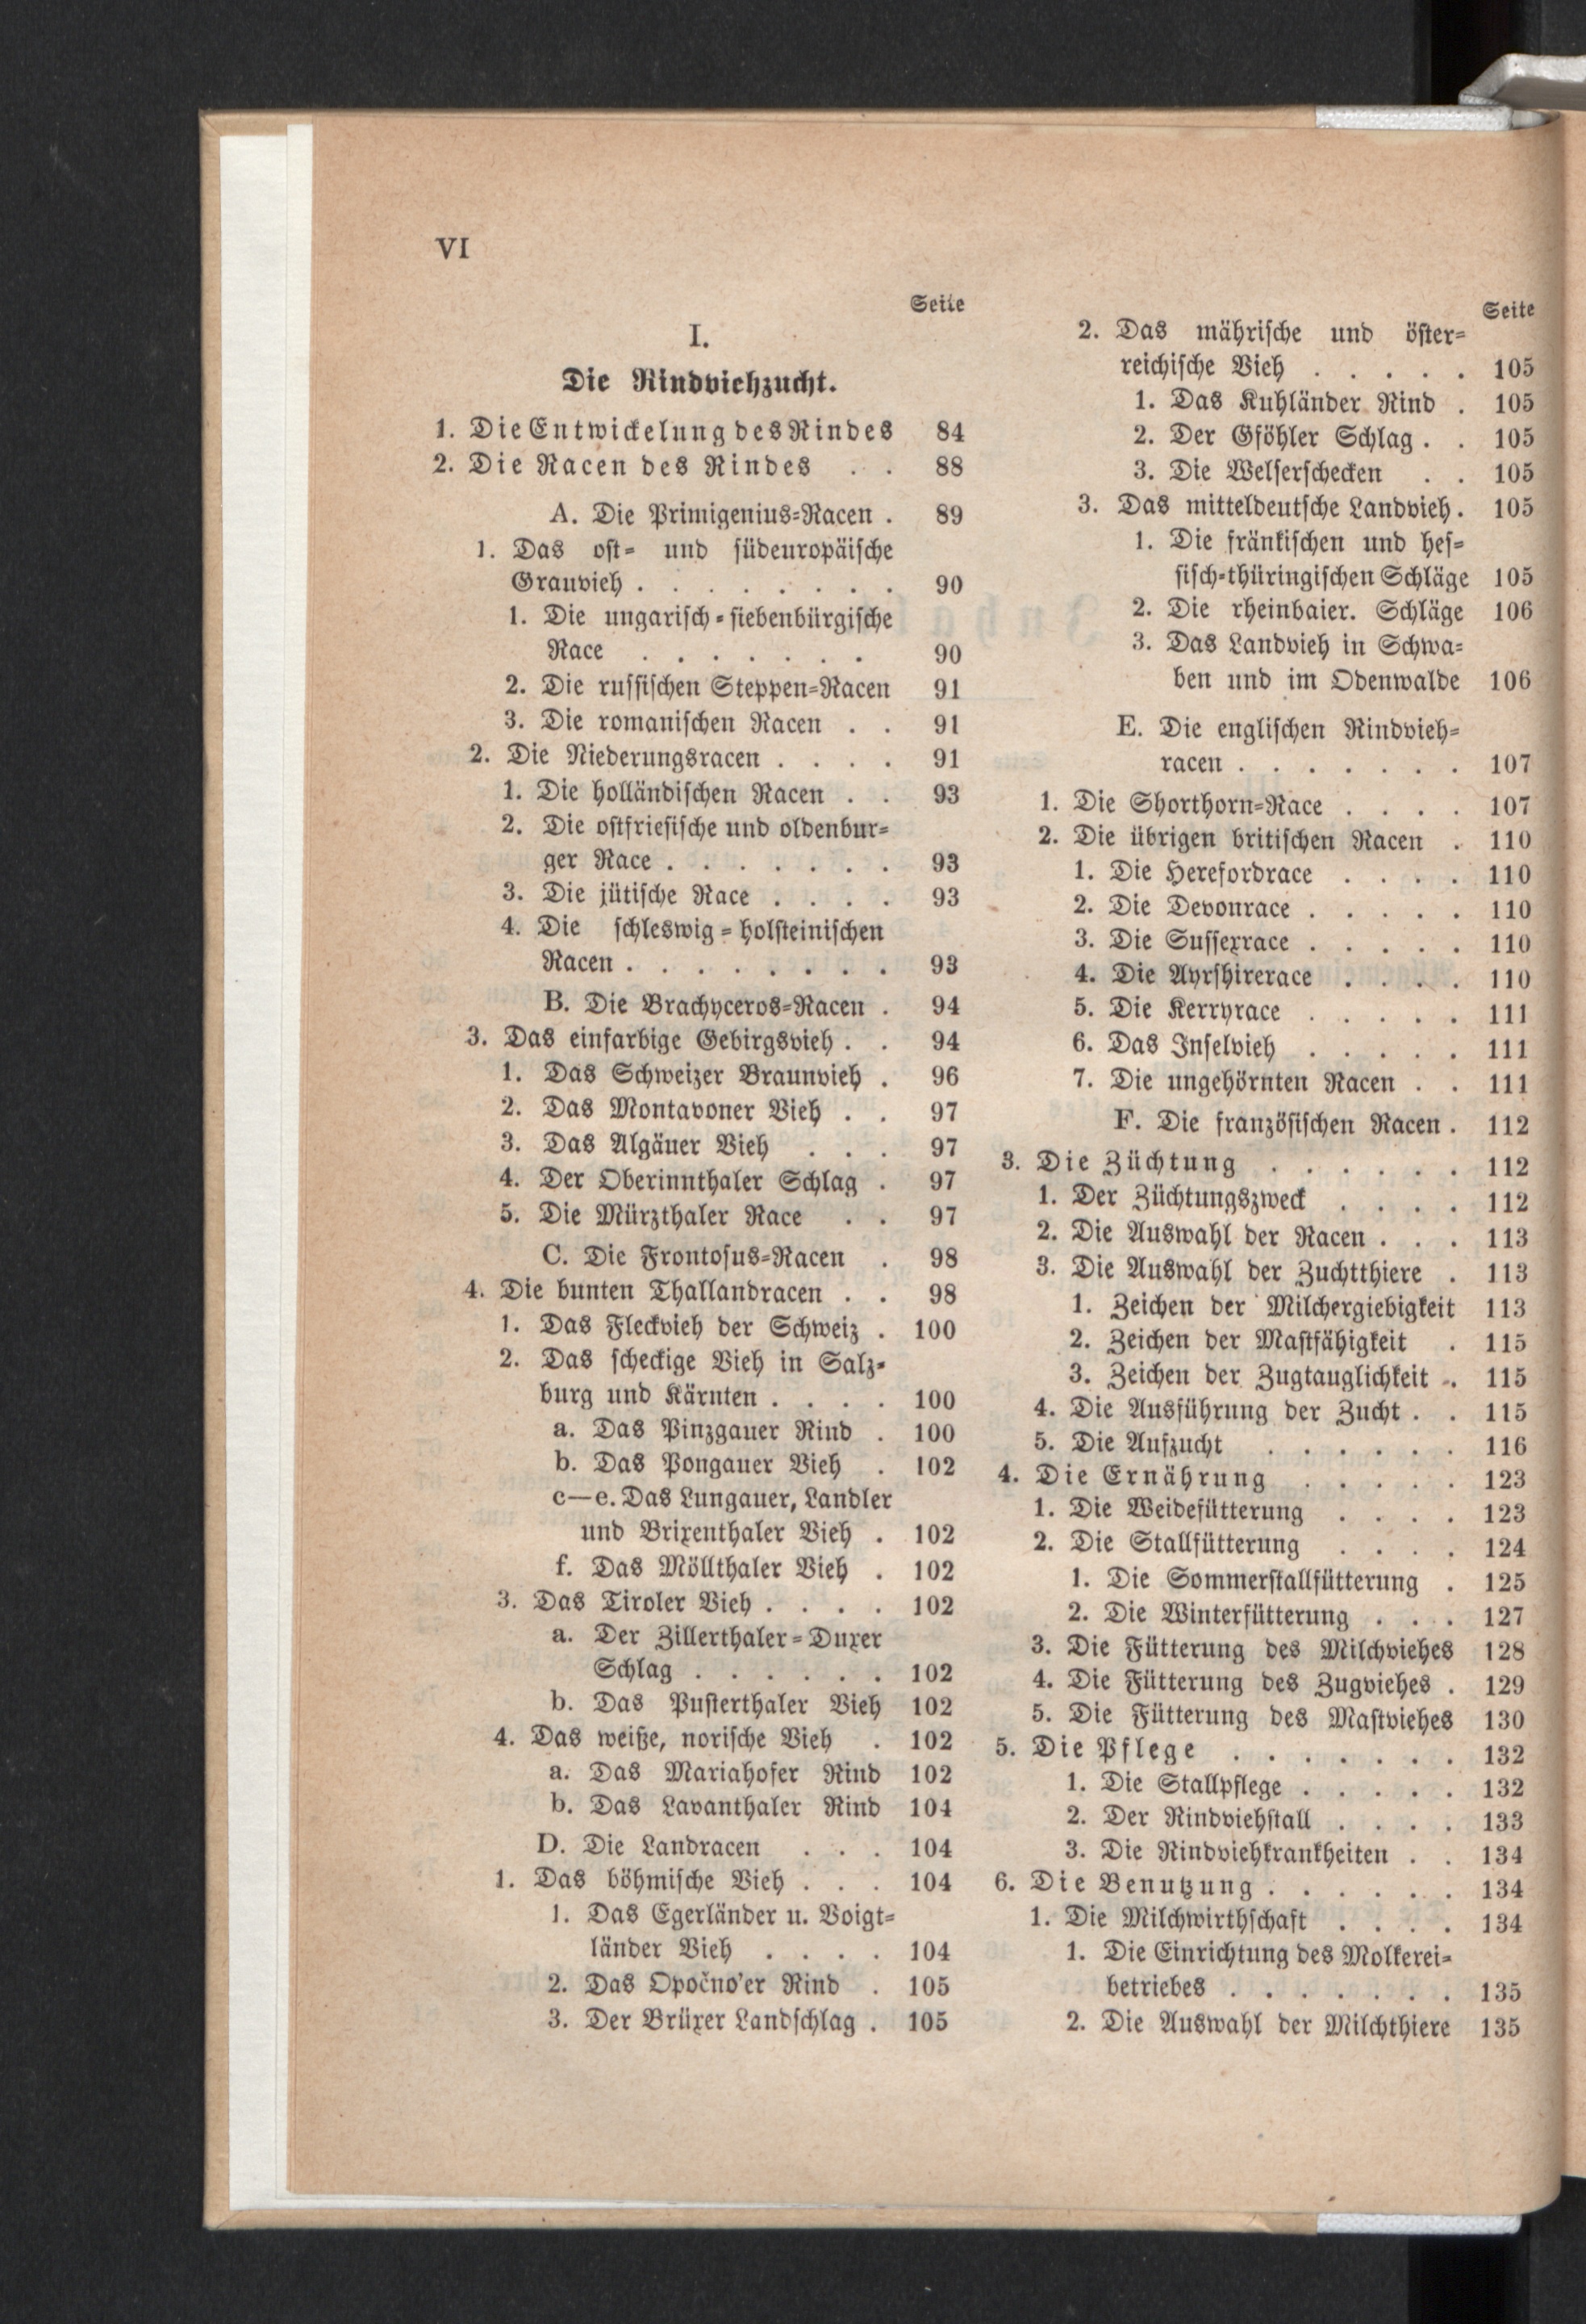 VI
Seite
I.
Die Rindviehzucht.
1. Die Entwickelung des Rindes 84
2. Die Racen des Rindes . . 88
A. Die Primigenius-Racen . 89
1. Das ost- und südeuropäische
Grauvieh . . . . . . . . 90
1. Die ungarisch-siebenbürgische
Race . . . . . . . 90
2. Die russischen Steppen-Racen 91
3. Die romanischen Racen . . 91
2. Die Niederungsracen . . . . 91
1. Die holländischen Racen . . 93
2. Die ostfriesische und oldenbur-
ger Race . . . . . . . 93
3. Die jütische Race . . . . 93
4. Die schleswig-holsteinischen
Racen . . . . . . . . 93
B. Die Brachyceros-Racen . 94
3. Das einfarbige Gebirgsvieh . . 94
1. Das Schweizer Braunvieh . 96
2. Das Montavoner Vieh . . 97
3. Das Algäuer Vieh . . . 97
4. Der Oberinnthaler Schlag . 97
5. Die Mürzthaler Race . . 97
C. Die Frontosus-Racen . 98
4. Die bunten Thallandracen . . 98
1. Das Fleckvieh der Schweiz . 100
2. Das scheckige Vieh in Salz-
burg und Kärnten . . . . 100
a. Das Pinzgauer Rind . 100
b. Das Pongauer Vieh . 102
c—e. Das Lungauer, Landler
und Brixenthaler Vieh . 102
f. Das Möllthaler Vieh . 102
3. Das Tiroler Vieh . . . . 102
a. Der Zillerthaler-Duxer
Schlag . . . . . . 102
b. Das Pusterthaler Vieh 102
4. Das weiße, norische Vieh . 102
a. Das Mariahofer Rind 102
b. Das Lavanthaler Rind 104
D. Die Landracen . . . 104
1. Das böhmische Vieh . . . 104
1. Das Egerländer u. Voigt-
länder Vieh . . . . 104
2. Das Opočno'er Rind . 105
3. Der Brüxer Landschlag . 105
Seite
2. Das mährische und öster-
reichische Vieh . . . . . 105
1. Das Kuhländer Rind . 105
2. Der Gföhler Schlag . . 105
3. Die Welserschecken . . 105
3. Das mitteldeutsche Landvieh . 105
1. Die fränkischen und hes-
sisch-thüringischen Schläge 105
2. Die rheinbaier. Schläge 106
3. Das Landvieh in Schwa-
ben und im Odenwalde 106
E. Die englischen Rindvieh-
racen . . . . . . . 107
1. Die Shorthorn-Race . . . . 107
2. Die übrigen britischen Racen . 110
1. Die Herefordrace . . . . 110
2. Die Devonrace . . . . . 110
3. Die Sussexrace . . . . . 110
4. Die Ayrshirerace . . . . 110
5. Die Kerryrace . . . . . 111
6. Das Inselvieh . . . . . 111
7. Die ungehörnten Racen . . 111
F. Die französischen Racen . 112
3. Die Züchtung . . . . . . 112
1. Der Züchtungszweck . . . . 112
2. Die Auswahl der Racen . . . 113
3. Die Auswahl der Zuchtthiere . 113
1. Zeichen der Milchergiebigkeit 113
2. Zeichen der Mastfähigkeit . 115
3. Zeichen der Zugtauglichkeit . 115
4. Die Ausführung der Zucht . . 115
5. Die Aufzucht . . . . . . 116
4. Die Ernährung . . . . . 123
1. Die Weidefütterung . . . . 123
2. Die Stallfütterung . . . . 124
1. Die Sommerstallfütterung . 125
2. Die Winterfütterung . . . 127
3. Die Fütterung des Milchviehes 128
4. Die Fütterung des Zugviehes . 129
5. Die Fütterung des Mastviehes 130
5. Die Pflege . . . . . . . 132
1. Die Stallpflege . . . . . 132
2. Der Rindviehstall . . . . 133
3. Die Rindviehkrankheiten . . 134
6. Die Benutzung . . . . . . 134
1. Die Milchwirthschaft . . . . 134
1. Die Einrichtung des Molkerei-
betriebes . . . . . . . 135
2. Die Auswahl der Milchthiere 135